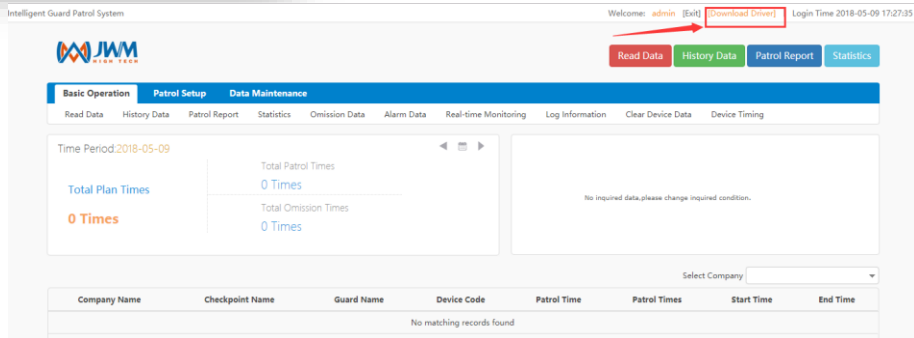 Intelligent Guard Patrol System Welcome: admin [Exit] [Download Driver] Login Time 2018-05-09 17:27:35
JWM
HIGH TECH
Read Data History Data Patrol Report Statistics
Basic Operation Patrol Setup Data Maintenance
Read Data History Data Patrol Report Statistics Omission Data Alarm Data Real-time Monitoring Log Information Clear Device Data Device Timing
Time Period:2018-05-09
Total Patrol Times
Total Plan Times
0 Times
No inquired data,please change inquired condition.
0 Times
Total Omission Times
0 Times
Select Company
Company Name Checkpoint Name Guard Name Device Code Patrol Time Patrol Times Start Time End Time
No matching records found